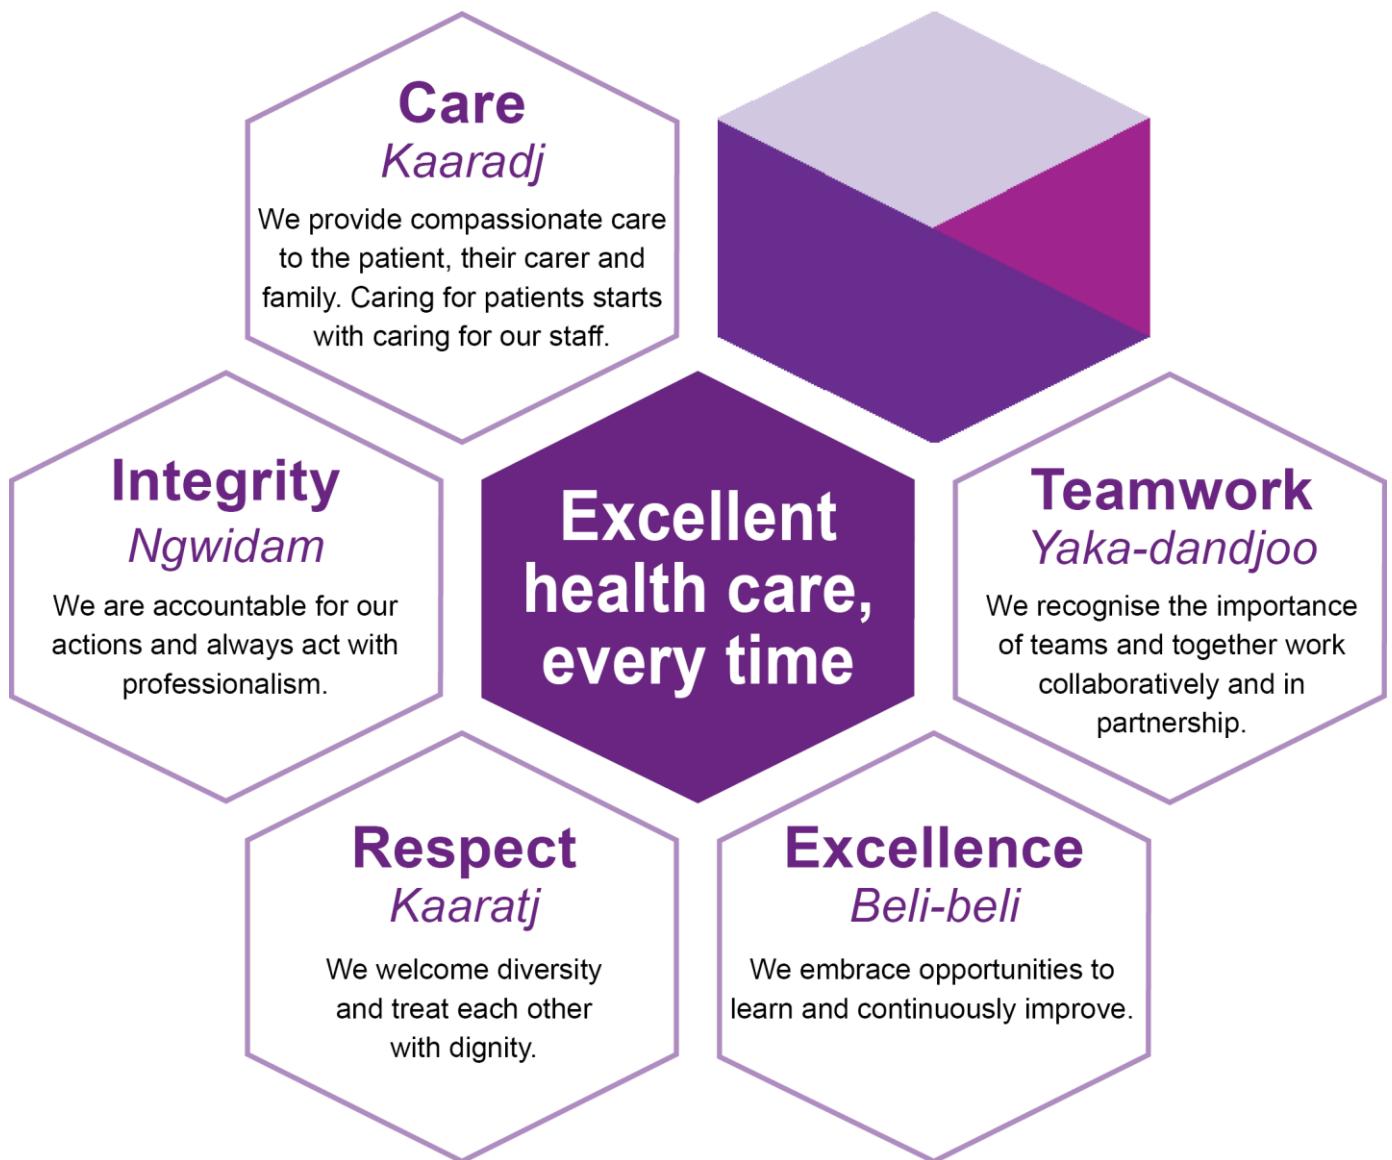 Care
Kaaradj
We provide compassionate care
to the patient, their carer and
family. Caring for patients starts
with caring for our staff.
Integrity
Ngwidam
We are accountable for our
actions and always act with
professionalism.
Excellent
health care,
every time
Teamwork
Yaka-dandjoo
We recognise the importance
of teams and together work
collaboratively and in
partnership.
Respect
Kaaratj
We welcome diversity
and treat each other
with dignity.
Excellence
Beli-beli
We embrace opportunities to
learn and continuously improve.